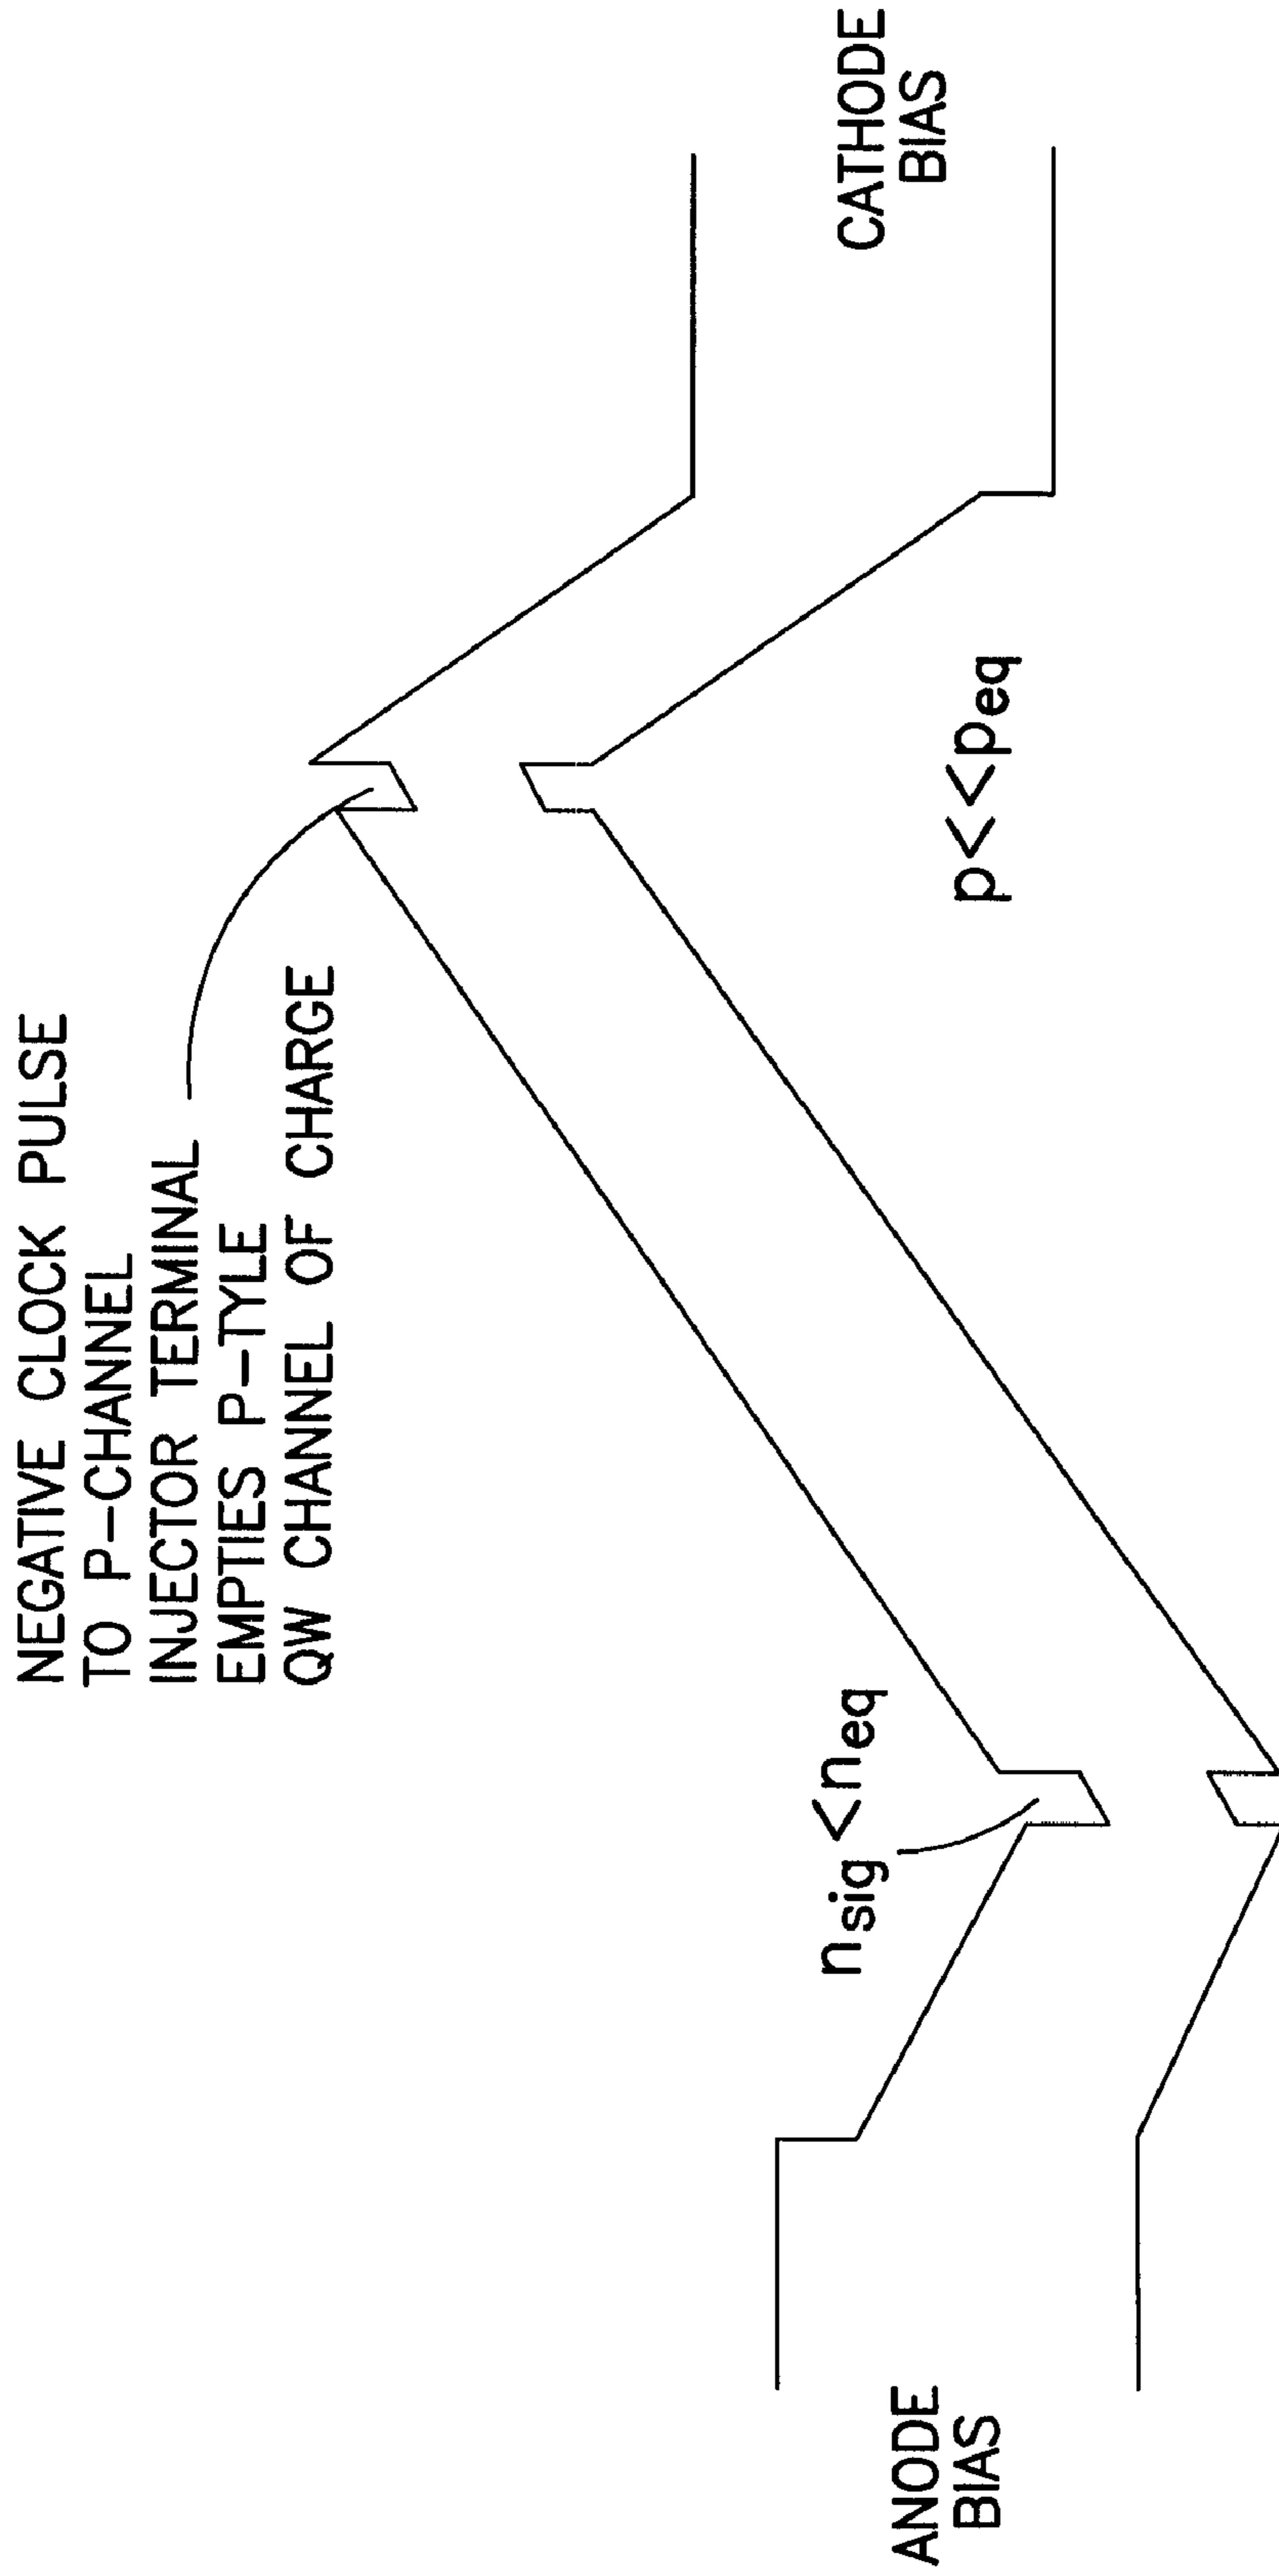 NEGATIVE CLOCK PULSE
TO P-CHANNEL
INJECTOR TERMINAL
EMPTIES P-TYLE
QW CHANNEL OF CHARGE
nsig <neq
p<<peq
ANODE
BIAS
CATHODE
BIAS